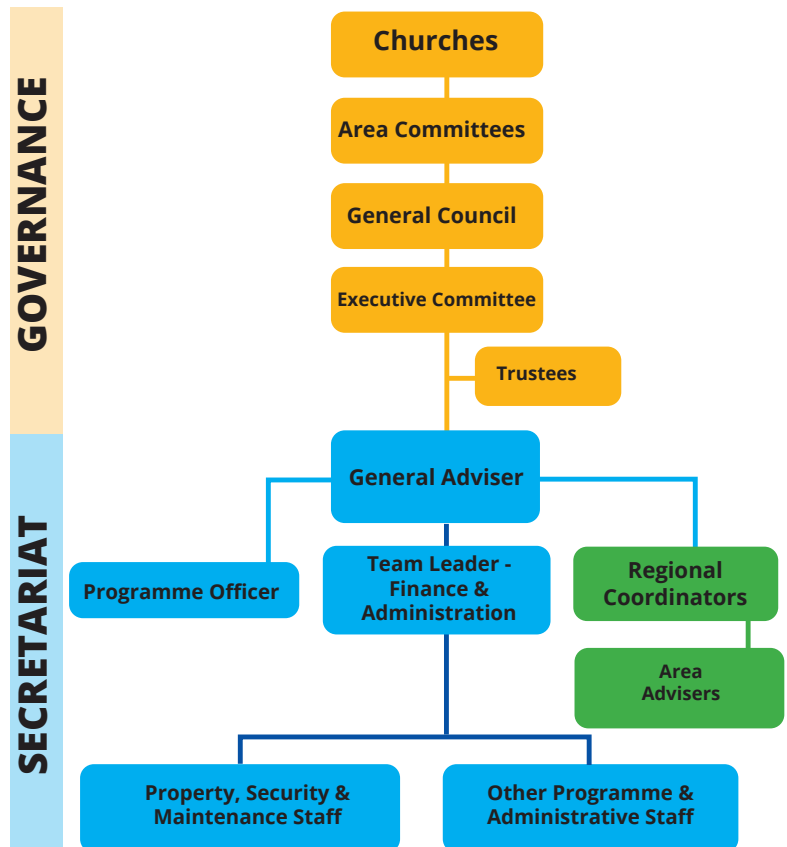 GOVERNANCE
Churches
Area Committees
General Council
Executive Committee
Trustees
SECRETARIAT
General Adviser
Programme Officer
Team Leader -
Finance &
Administration
Regional
Coordinators
Area
Advisers
Property, Security &
Maintenance Staff
Other Programme &
Administrative Staff